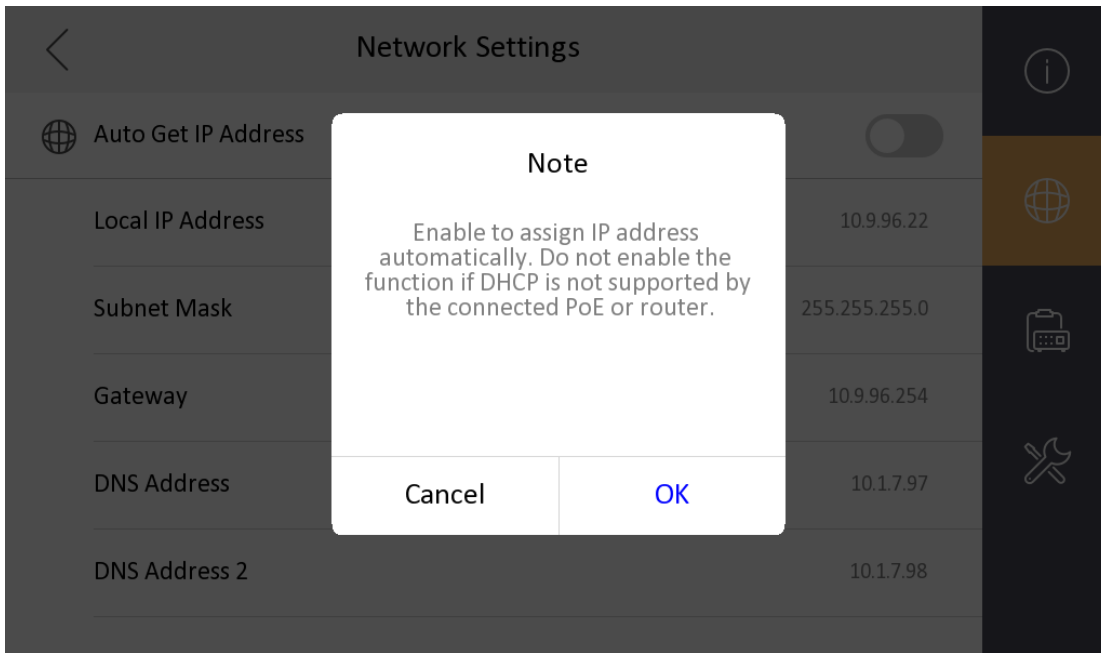 Network Settings
Auto Get IP Address
Note
Enable to assign IP address
automatically. Do not enable the
function if DHCP is not supported by
the connected PoE or router.
Cancel
OK
Local IP Address
10.9.96.22
Subnet Mask
255.255.255.0
Gateway
10.9.96.254
DNS Address
10.1.7.97
DNS Address 2
10.1.7.98